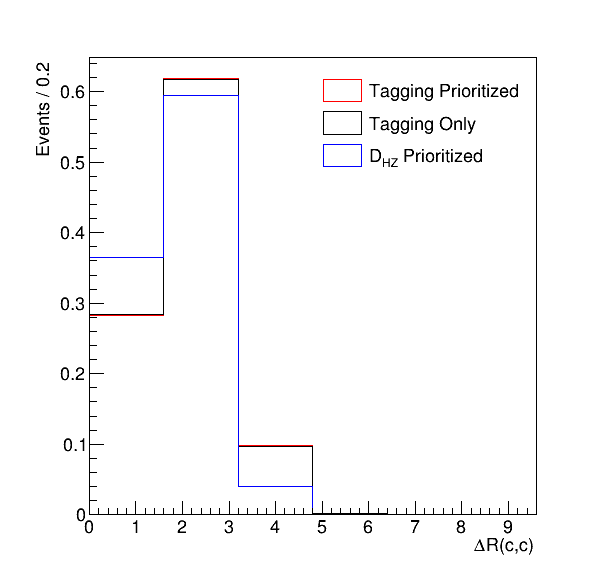 Events / 0.2
0.6
0.5
0.4
0.3
0.2
0.1
0
Tagging Prioritized
Tagging Only
D_HZ Prioritized
0 1 2 3 4 5 6 7 8 9
ΔR(c,c)